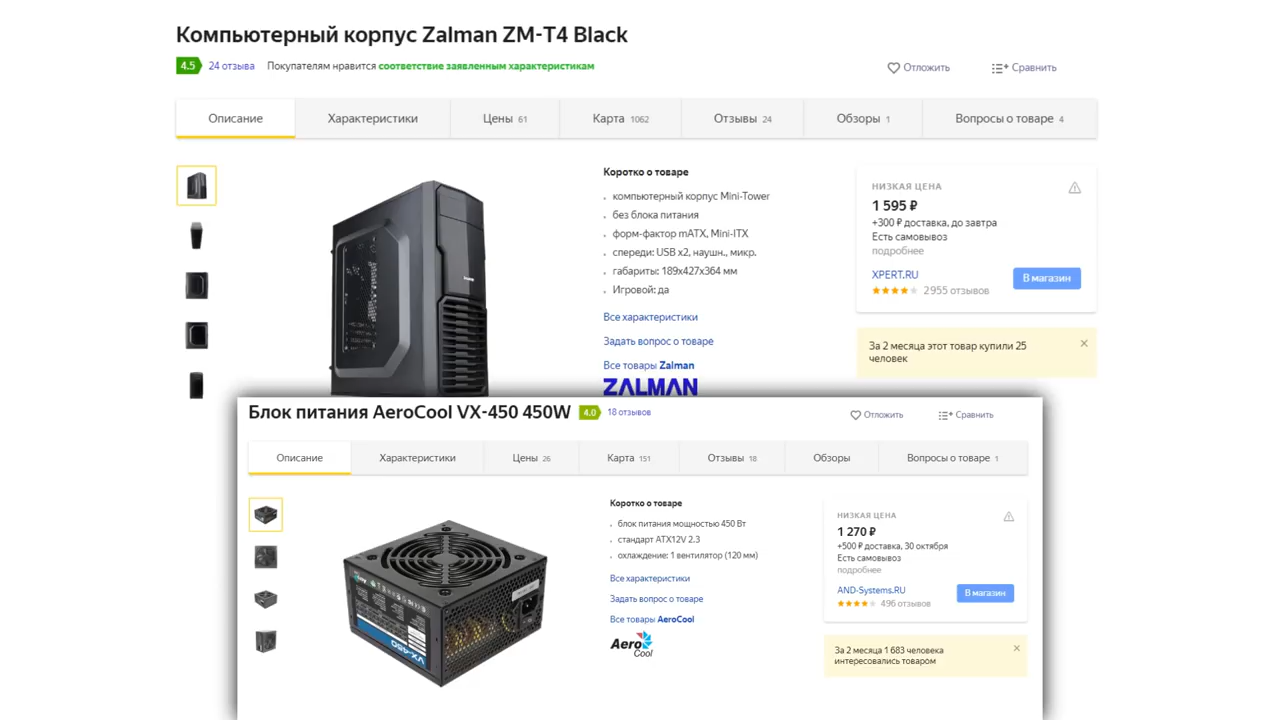 Компьютерный корпус Zalman ZM-T4 Black
4.5 24 отзыва Покупателям нравится соответствие заявленным характеристикам
Отложить Сравнить
Описание Характеристики Цены 61 Карта 1062 Отзывы 24 Обзоры 1 Вопросы о товаре 4
Коротко о товаре
компьютерный корпус Mini-Tower
без блока питания
форм-фактор mATX, Mini-ITX
спереди: USB x2, наушн., микр.
габариты: 189x427x364 мм
Игровой: да
Все характеристики
Задать вопрос о товаре
Все товары Zalman
ZALMAN
НИЗКАЯ ЦЕНА
1 595 ₽
+300 ₽ доставка, до завтра
Есть самовывоз
подробнее
XPERT.RU
В магазин
2 955 отзывов
За 2 месяца этот товар купили 25
человек
Блок питания AeroCool VX-450 450W 4.0 18 отзывов
Отложить Сравнить
Описание Характеристики Цены 26 Карта 151 Отзывы 18 Обзоры Вопросы о товаре 1
VX-450
Коротко о товаре
блок питания мощностью 450 Вт
стандарт ATX12V 2.3
охлаждение: 1 вентилятор (120 мм)
Все характеристики
Задать вопрос о товаре
Все товары AeroCool
Aero
Cool
НИЗКАЯ ЦЕНА
1 270 ₽
+500 ₽ доставка, 30 октября
Есть самовывоз
подробнее
AND-Systems.RU
В магазин
496 отзывов
За 2 месяца 1 683 человека
интересовались товаром